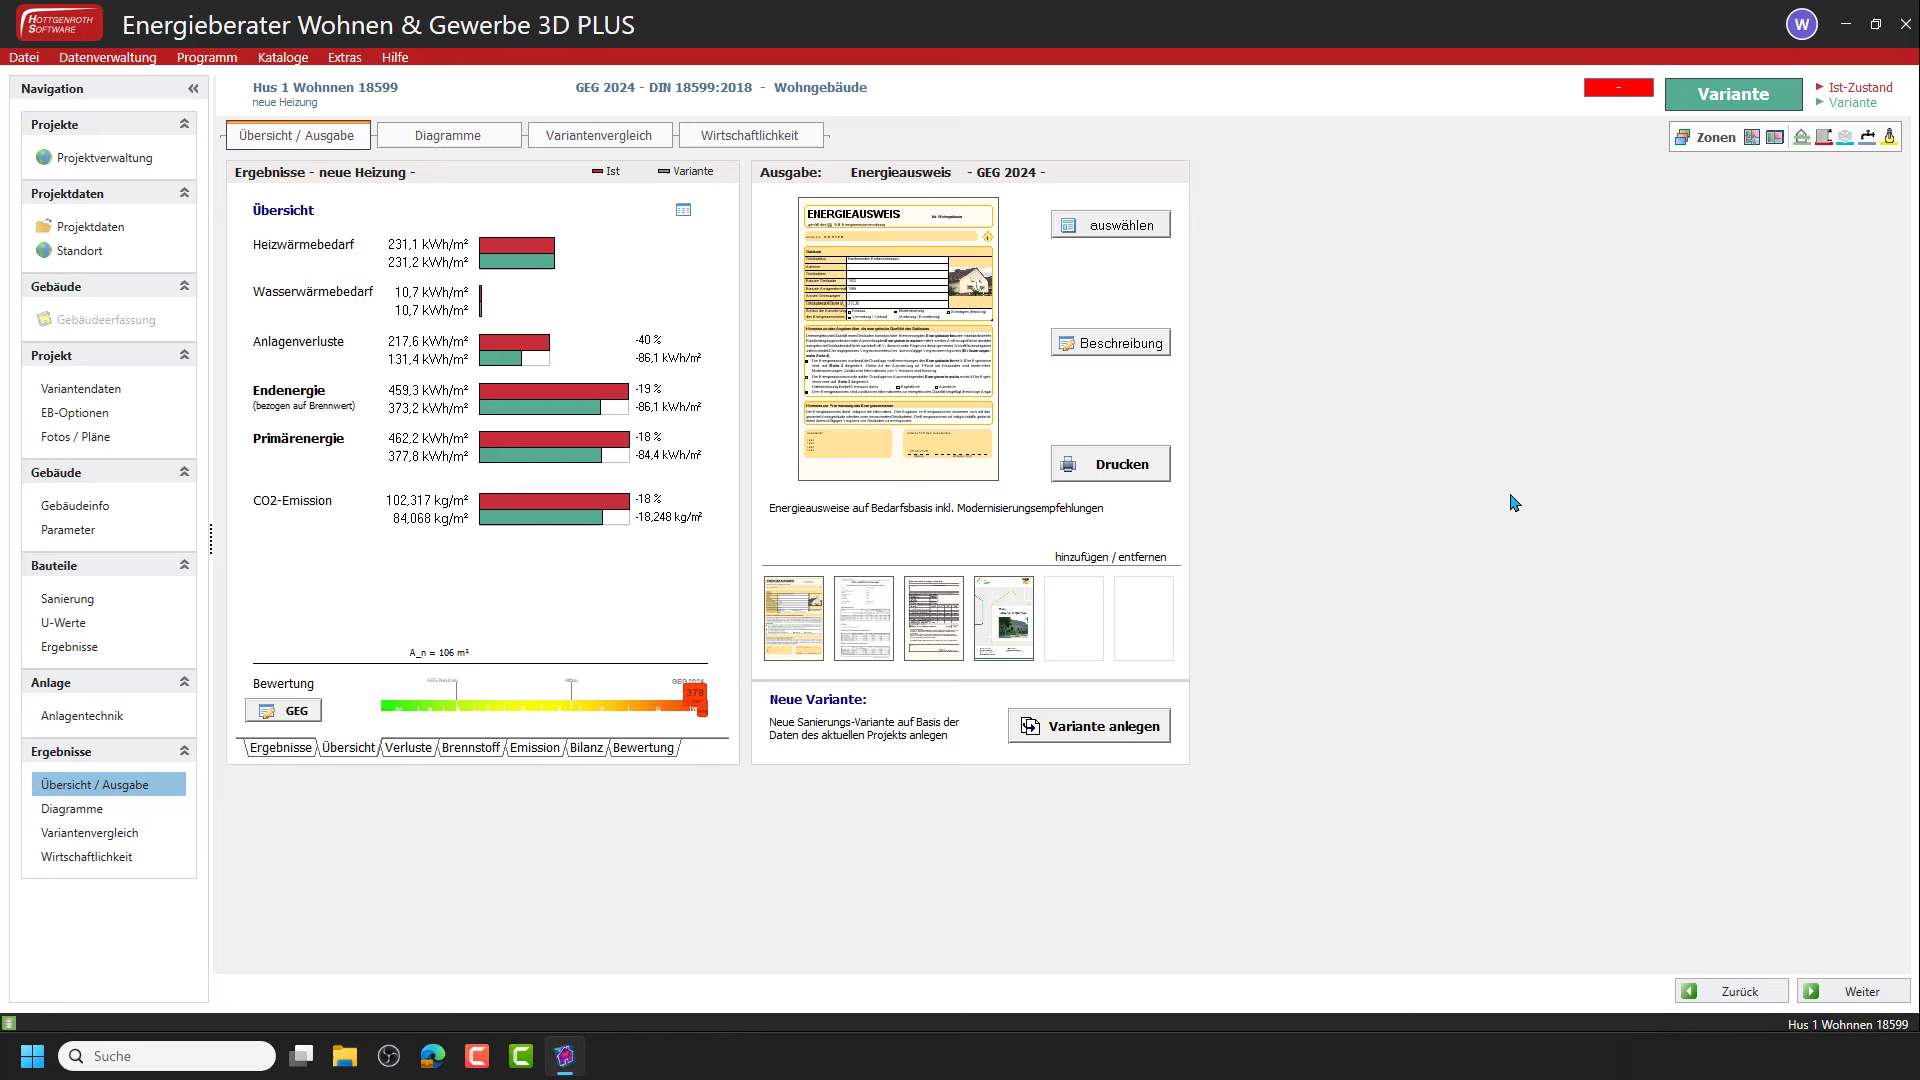 HOTTGENROTH
SOFTWARE
Energieberater Wohnen & Gewerbe 3D PLUS
W
Datei Datenverwaltung Programm Kataloge Extras Hilfe
Navigation
Projekte
Projektverwaltung
Projektdaten
Projektdaten
Standort
Gebäude
Gebäudeerfassung
Projekt
Variantendaten
EB-Optionen
Fotos / Pläne
Gebäude
Gebäudeinfo
Parameter
Bauteile
Sanierung
U-Werte
Ergebnisse
Anlage
Anlagentechnik
Ergebnisse
Übersicht / Ausgabe
Diagramme
Variantenvergleich
Wirtschaftlichkeit
Hus 1 Wohnnen 18599
neue Heizung
GEG 2024 - DIN 18599:2018 - Wohngebäude
-
Variante
Ist-Zustand
Variante
Übersicht / Ausgabe Diagramme Variantenvergleich Wirtschaftlichkeit
Zonen
Ergebnisse - neue Heizung - Ist Variante
Übersicht
Heizwärmebedarf 231,1 kWh/m²
231,2 kWh/m²
Wasserwärmebedarf 10,7 kWh/m²
10,7 kWh/m²
Anlagenverluste 217,6 kWh/m² -40 %
131,4 kWh/m² -86,1 kWh/m²
Endenergie 459,3 kWh/m² -19 %
(bezogen auf Brennwert) 373,2 kWh/m² -86,1 kWh/m²
Primärenergie 462,2 kWh/m² -18 %
377,8 kWh/m² -84,4 kWh/m²
CO2-Emission 102,317 kg/m² -18 %
84,068 kg/m² -18,248 kg/m²
A_n = 106 m²
Bewertung
GEG Neubau Altbau GEG 2024
378
GEG
Ergebnisse Übersicht Verluste Brennstoff Emission Bilanz Bewertung
Ausgabe: Energieausweis - GEG 2024 -
ENERGIEAUSWEIS für Wohngebäude
auswählen
Beschreibung
Drucken
Energieausweise auf Bedarfsbasis inkl. Modernisierungsempfehlungen
hinzufügen / entfernen
Neue Variante:
Neue Sanierungs-Variante auf Basis der
Daten des aktuellen Projekts anlegen
Variante anlegen
Zurück Weiter
Hus 1 Wohnnen 18599
Suche